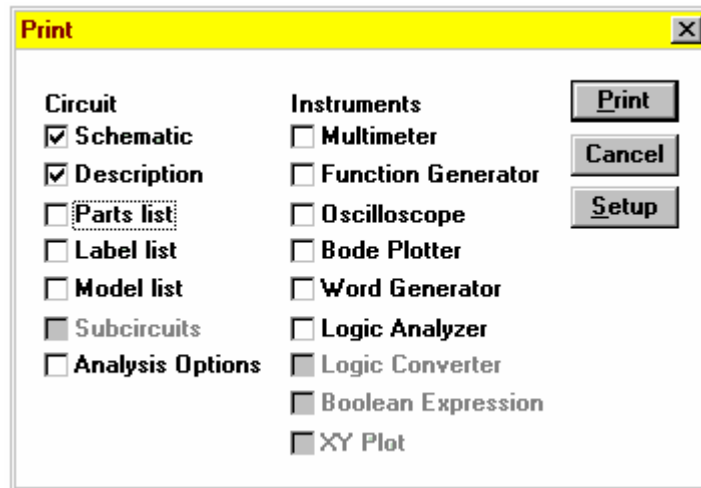 Print
Circuit
Schematic
Description
Parts list
Label list
Model list
Subcircuits
Analysis Options
Instruments
Multimeter
Function Generator
Oscilloscope
Bode Plotter
Word Generator
Logic Analyzer
Logic Converter
Boolean Expression
XY Plot
Print
Cancel
Setup